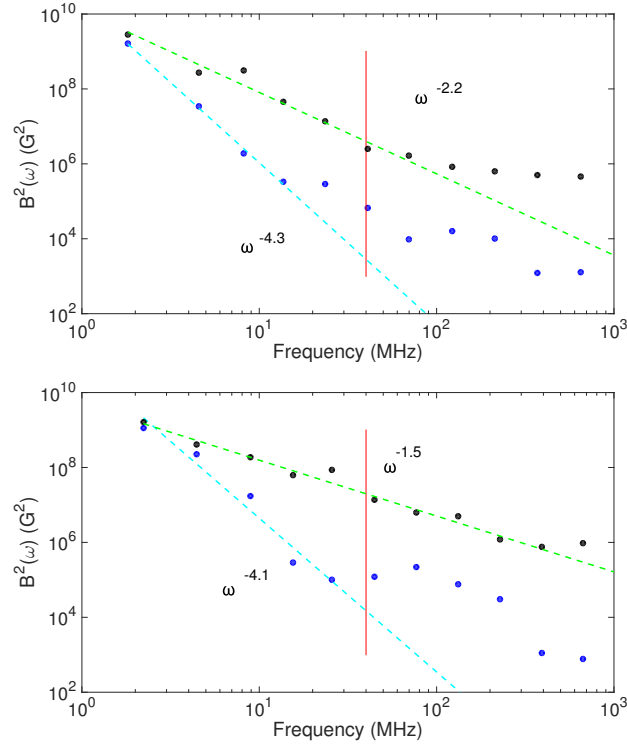 10^10
10^8
10^6
10^4
10^2
B^2(ω) (G^2)
ω^-2.2
ω^-4.3
10^0 10^1 10^2 10^3
Frequency (MHz)
10^10
10^8
10^6
10^4
10^2
B^2(ω) (G^2)
ω^-1.5
ω^-4.1
10^0 10^1 10^2 10^3
Frequency (MHz)